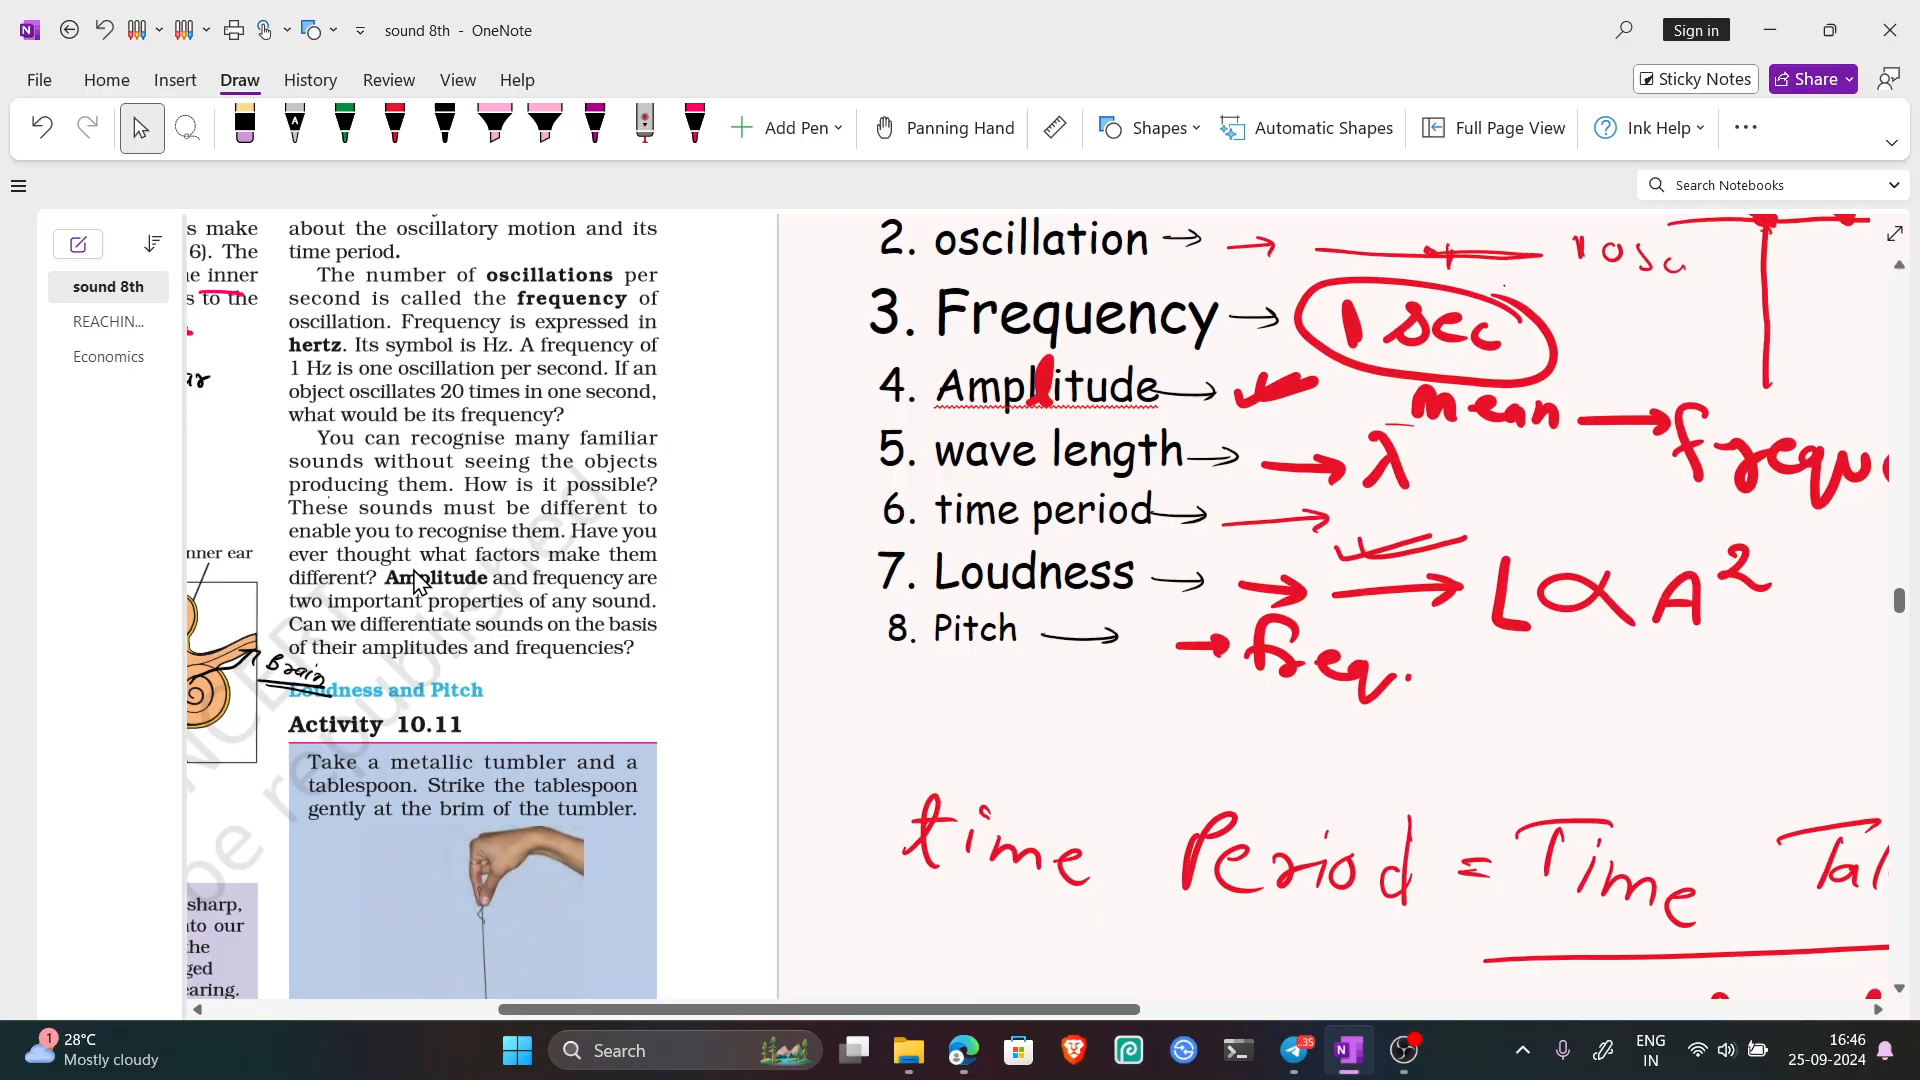 sound 8th - OneNote
Sign in
File Home Insert Draw History Review View Help
Sticky Notes Share
Add Pen Panning Hand Shapes Automatic Shapes Full Page View Ink Help
Search Notebooks
sound 8th
REACHIN...
Economics
s make
6). The
e inner
s to the
nner ear
Brain
sharp,
nto our
the
ged
earing.
about the oscillatory motion and its
time period.
The number of oscillations per
second is called the frequency of
oscillation. Frequency is expressed in
hertz. Its symbol is Hz. A frequency of
1 Hz is one oscillation per second. If an
object oscillates 20 times in one second,
what would be its frequency?
You can recognise many familiar
sounds without seeing the objects
producing them. How is it possible?
These sounds must be different to
enable you to recognise them. Have you
ever thought what factors make them
different? Amplitude and frequency are
two important properties of any sound.
Can we differentiate sounds on the basis
of their amplitudes and frequencies?
Loudness and Pitch
Activity 10.11
Take a metallic tumbler and a
tablespoon. Strike the tablespoon
gently at the brim of the tumbler.
be republished
2. oscillation → → 1 osc
3. Frequency → 1 sec
4. Amplitude →
mean → frequ
5. wave length → → λ
6. time period → →
7. Loudness → → → L ∝ A²
8. Pitch → → freq.
time Period = Time Ta
28°C
Mostly cloudy
Search
35
ENG
IN
16:46
25-09-2024